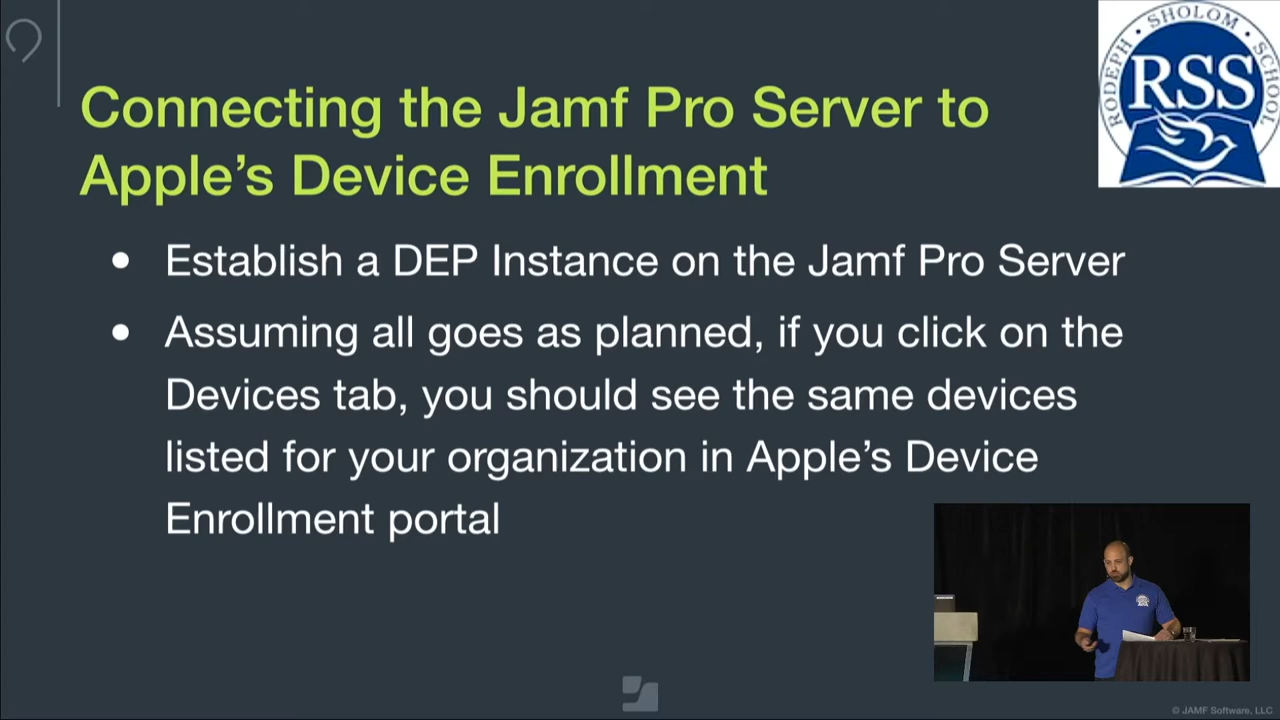 RODEPH • SHOLOM • SCHOOL
RSS
Connecting the Jamf Pro Server to
Apple’s Device Enrollment
• Establish a DEP Instance on the Jamf Pro Server
• Assuming all goes as planned, if you click on the
Devices tab, you should see the same devices
listed for your organization in Apple’s Device
Enrollment portal
© JAMF Software, LLC